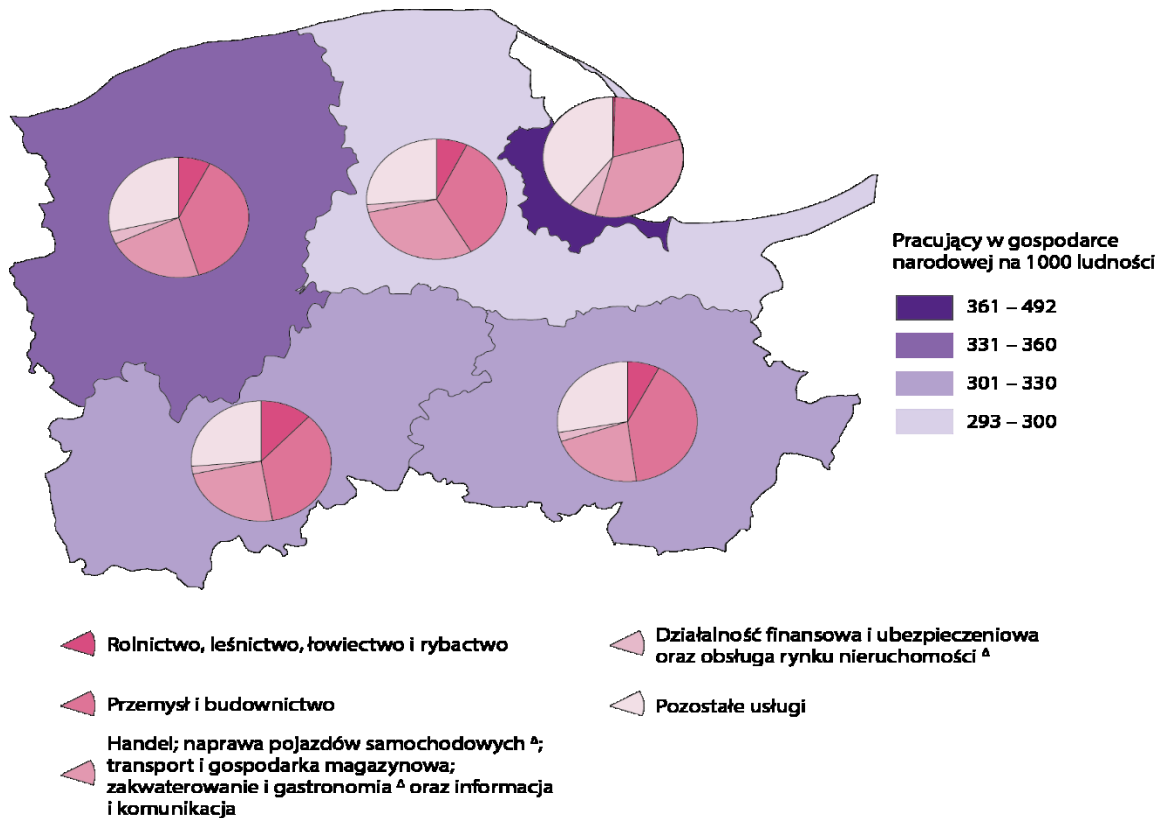 Pracujący w gospodarce
narodowej na 1000 ludności
361 – 492
331 – 360
301 – 330
293 – 300
Rolnictwo, leśnictwo, łowiectwo i rybactwo
Przemysł i budownictwo
Handel; naprawa pojazdów samochodowych Δ;
transport i gospodarka magazynowa;
zakwaterowanie i gastronomia Δ oraz informacja
i komunikacja
Działalność finansowa i ubezpieczeniowa
oraz obsługa rynku nieruchomości Δ
Pozostałe usługi